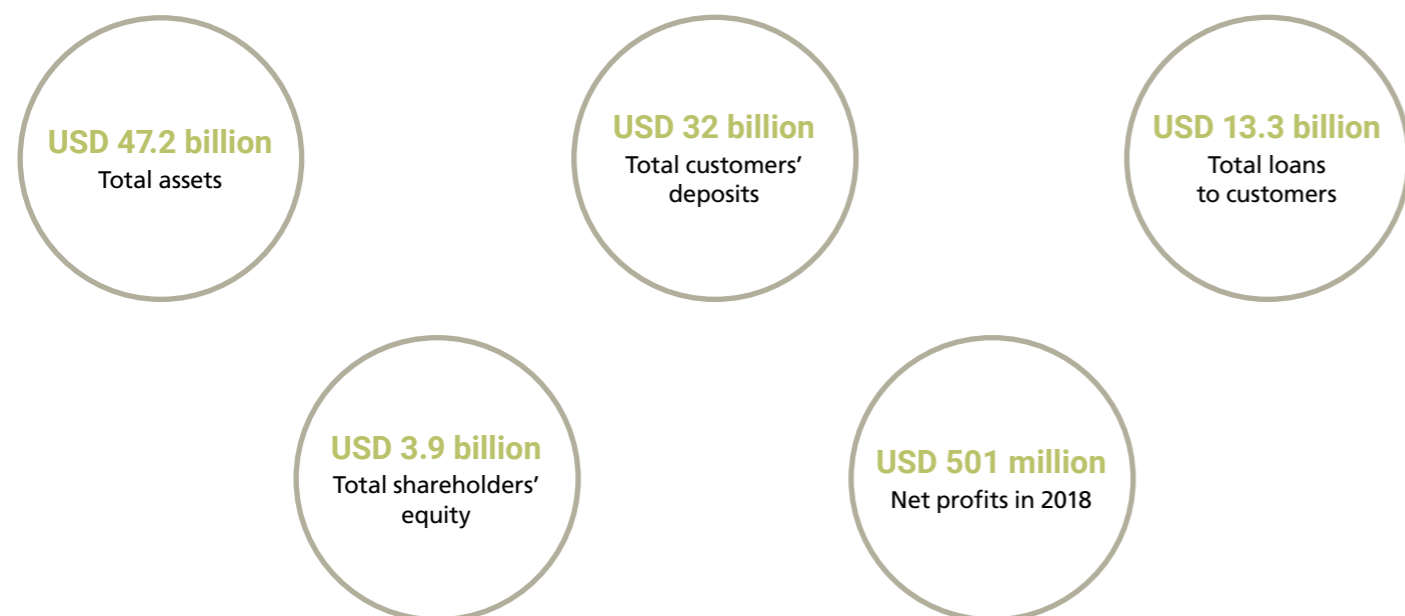 USD 47.2 billion
Total assets
USD 32 billion
Total customers’
deposits
USD 13.3 billion
Total loans
to customers
USD 3.9 billion
Total shareholders’
equity
USD 501 million
Net profits in 2018